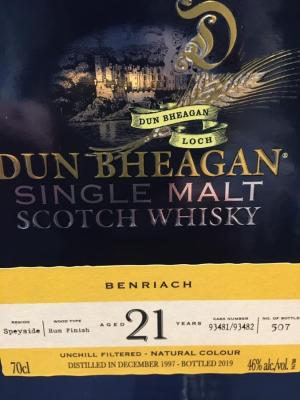 D
DUN BHEAGAN
LOCH
DUN BHEAGAN®
SINGLE MALT
SCOTCH WHISKY
BENRIACH
REGION WOOD TYPE CASK NUMBER NO. OF BOTTLES
Speyside Rum Finish AGED 21 YEARS 93481/93482 507
UNCHILL FILTERED - NATURAL COLOUR
70cl DISTILLED IN DECEMBER 1997 - BOTTLED 2019 46% alc./vol.